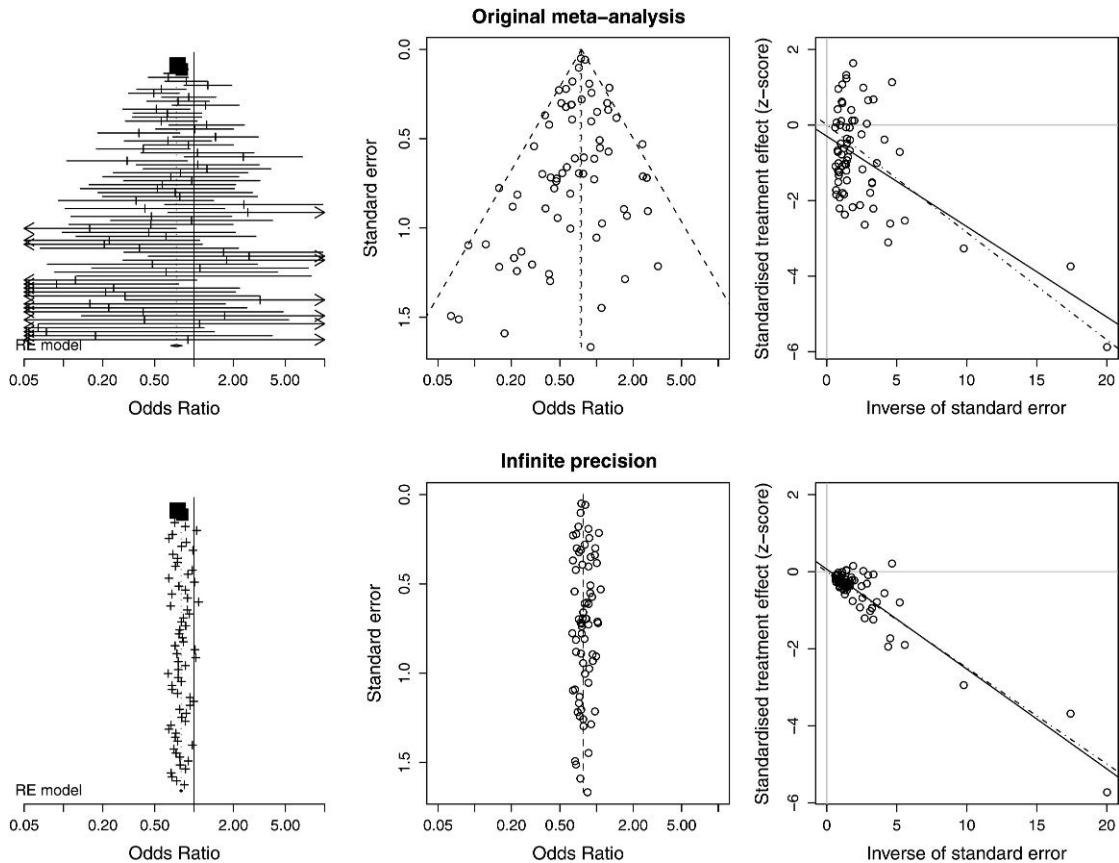 Original meta−analysis
RE model
0.05 0.20 0.50 2.00 5.00
Odds Ratio
Standard error
0.0
0.5
1.0
1.5
0.05 0.20 0.50 2.00 5.00
Odds Ratio
Standardised treatment effect (z−score)
2
0
−2
−4
−6
0 5 10 15 20
Inverse of standard error
Infinite precision
RE model
0.05 0.20 0.50 2.00 5.00
Odds Ratio
Standard error
0.0
0.5
1.0
1.5
0.05 0.20 0.50 2.00 5.00
Odds Ratio
Standardised treatment effect (z−score)
2
0
−2
−4
−6
0 5 10 15 20
Inverse of standard error